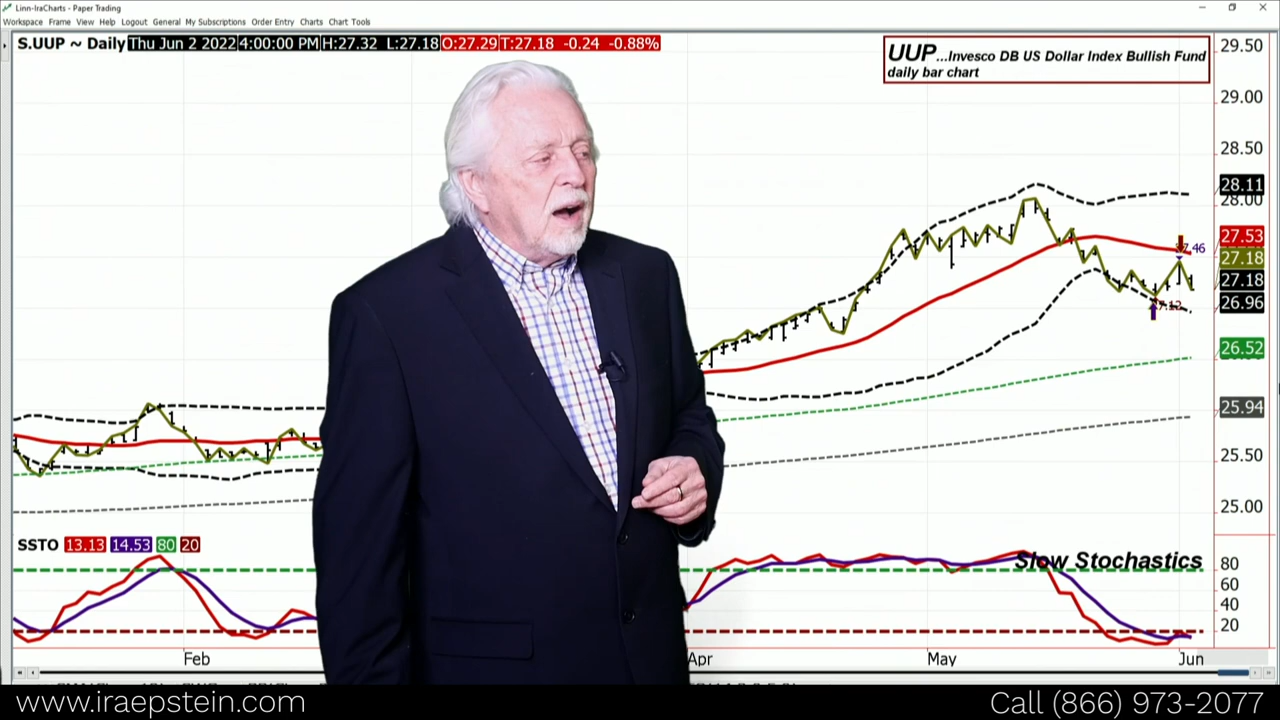 Linn-IraCharts - Paper Trading
Workspace Frame View Help Logout General My Subscriptions Order Entry Charts Chart Tools
S.UUP ~ Daily Thu Jun 2 2022 4:00:00 PM H:27.32 L:27.18 O:27.29 T:27.18 -0.24 -0.88%
UUP...Invesco DB US Dollar Index Bullish Fund
daily bar chart
29.50
29.00
28.50
28.11
28.00
27.53
27.46
27.18
27.18
26.96
27.12
26.52
25.94
25.50
25.00
SSTO 13.13 14.53 80 20
Slow Stochastics
80
60
40
20
Feb Apr May Jun
www.iraepstein.com
Call (866) 973-2077